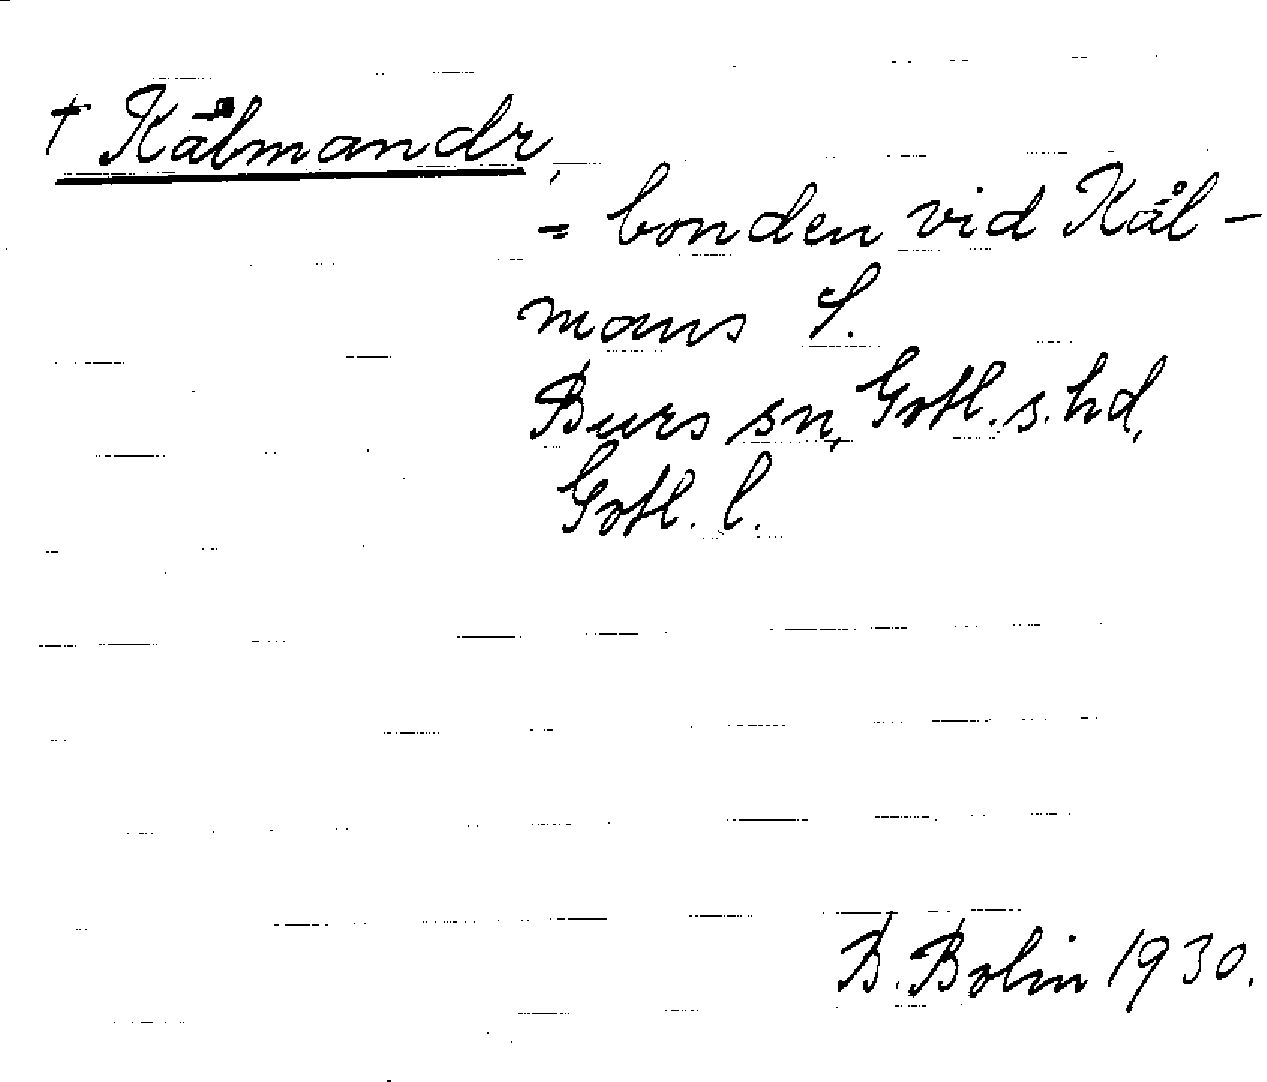 † Kålmandr,
= bonden vid Kål-
mans S.
Burs sn, Gotl. s. hd,
Gotl. l.
B. Bolin 1930.